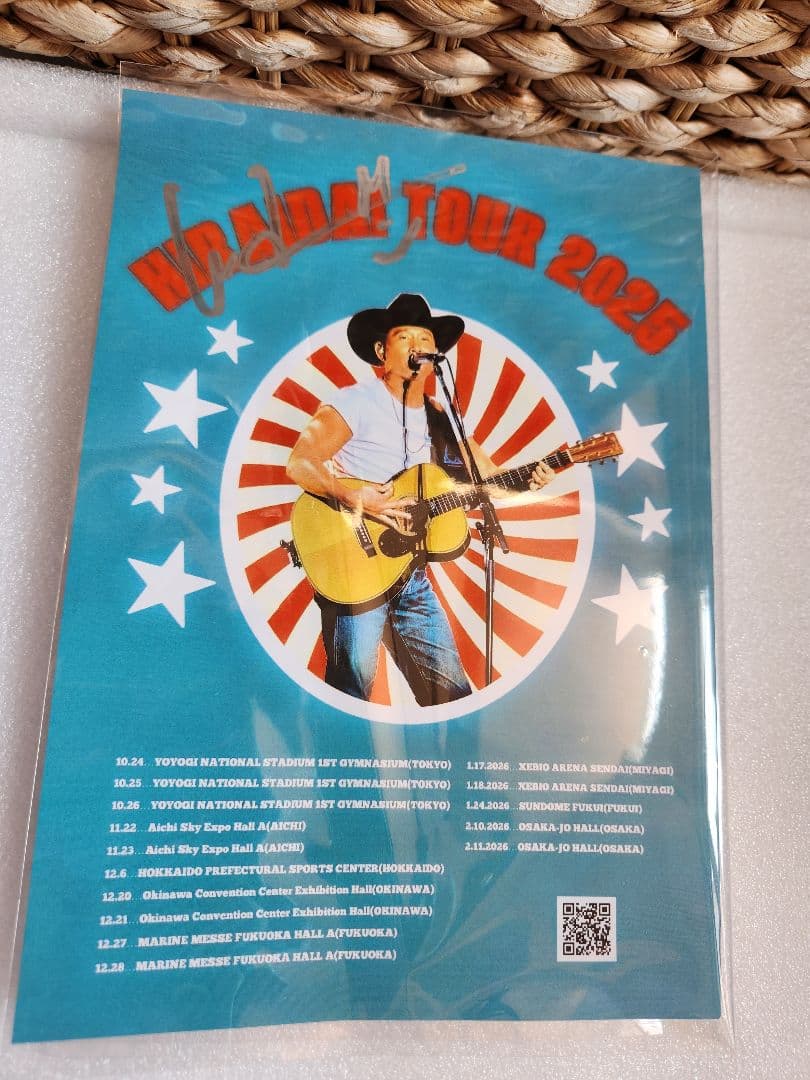 HIRAIDAI TOUR 2025
10.24...YOYOGI NATIONAL STADIUM 1ST GYMNASIUM(TOKYO)
10.25...YOYOGI NATIONAL STADIUM 1ST GYMNASIUM(TOKYO)
10.26...YOYOGI NATIONAL STADIUM 1ST GYMNASIUM(TOKYO)
11.22...Aichi Sky Expo Hall A(AICHI)
11.23...Aichi Sky Expo Hall A(AICHI)
12.6...HOKKAIDO PREFECTURAL SPORTS CENTER(HOKKAIDO)
12.20...Okinawa Convention Center Exhibition Hall(OKINAWA)
12.21...Okinawa Convention Center Exhibition Hall(OKINAWA)
12.27...MARINE MESSE FUKUOKA HALL A(FUKUOKA)
12.28...MARINE MESSE FUKUOKA HALL A(FUKUOKA)
1.17.2026...XEBIO ARENA SENDAI(MIYAGI)
1.18.2026...XEBIO ARENA SENDAI(MIYAGI)
1.24.2026...SUNDOME FUKUI(FUKUI)
2.10.2026...OSAKA-JO HALL(OSAKA)
2.11.2026...OSAKA-JO HALL(OSAKA)